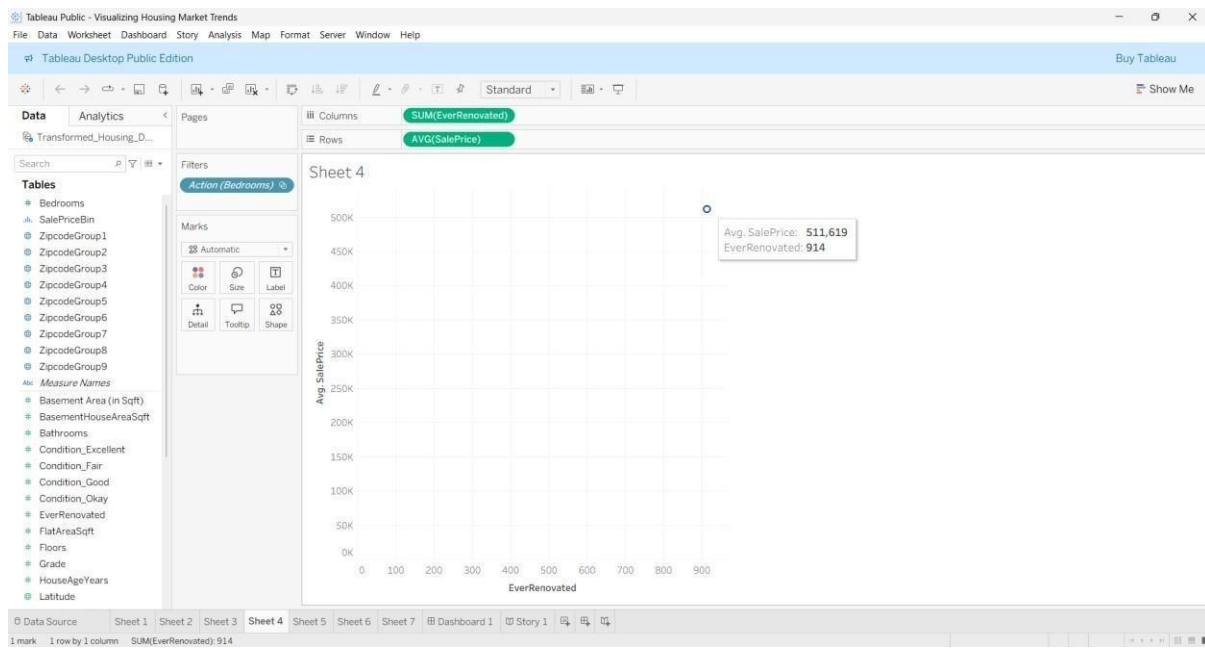 Tableau Public - Visualizing Housing Market Trends
File Data Worksheet Dashboard Story Analysis Map Format Server Window Help
Tableau Desktop Public Edition
Buy Tableau
Standard
Show Me
Data Analytics
Pages
Columns
SUM(EverRenovated)
Transformed_Housing_D...
Rows
AVG(SalePrice)
Search
Filters
Sheet 4
Tables
Action (Bedrooms)
Bedrooms
SalePriceBin
ZipcodeGroup1
ZipcodeGroup2
ZipcodeGroup3
ZipcodeGroup4
ZipcodeGroup5
ZipcodeGroup6
ZipcodeGroup7
ZipcodeGroup8
ZipcodeGroup9
Abc Measure Names
Basement Area (in Sqft)
BasementHouseAreaSqft
Bathrooms
Condition_Excellent
Condition_Fair
Condition_Good
Condition_Okay
EverRenovated
FlatAreaSqft
Floors
Grade
HouseAgeYears
Latitude
Marks
Automatic
Color Size Label
Detail Tooltip Shape
500K
450K
400K
350K
300K
250K
200K
150K
100K
50K
0K
Avg. SalePrice
Avg. SalePrice: 511,619
EverRenovated: 914
0 100 200 300 400 500 600 700 800 900
EverRenovated
Data Source Sheet 1 Sheet 2 Sheet 3 Sheet 4 Sheet 5 Sheet 6 Sheet 7 Dashboard 1 Story 1
1 mark 1 row by 1 column SUM(EverRenovated): 914